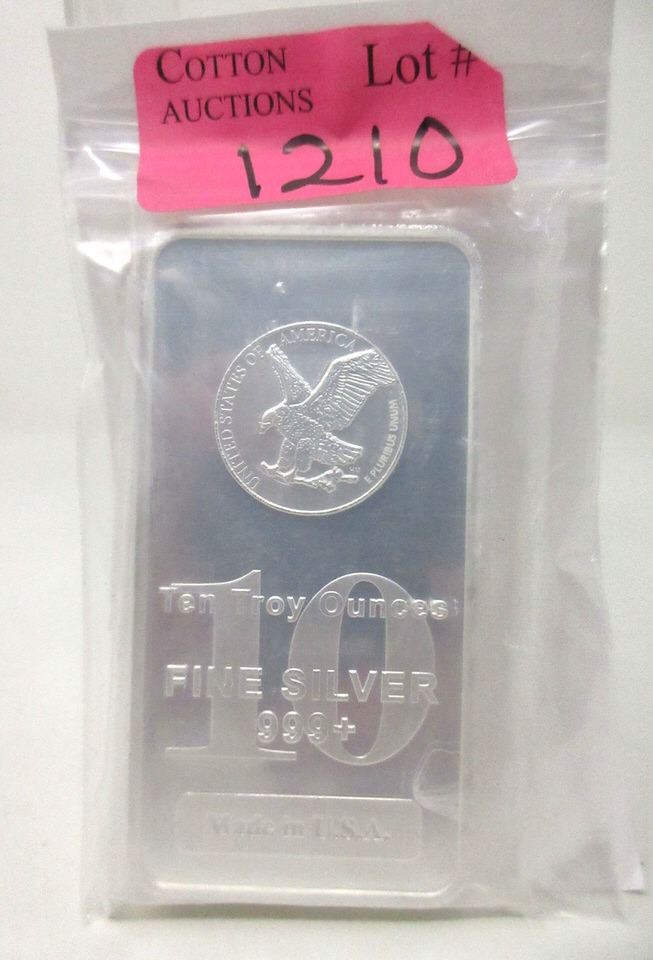 COTTON Lot #
AUCTIONS
1210
UNITED STATES OF AMERICA
E PLURIBUS UNUM
10
Ten Troy Ounces
FINE SILVER
999+
Made in U.S.A.